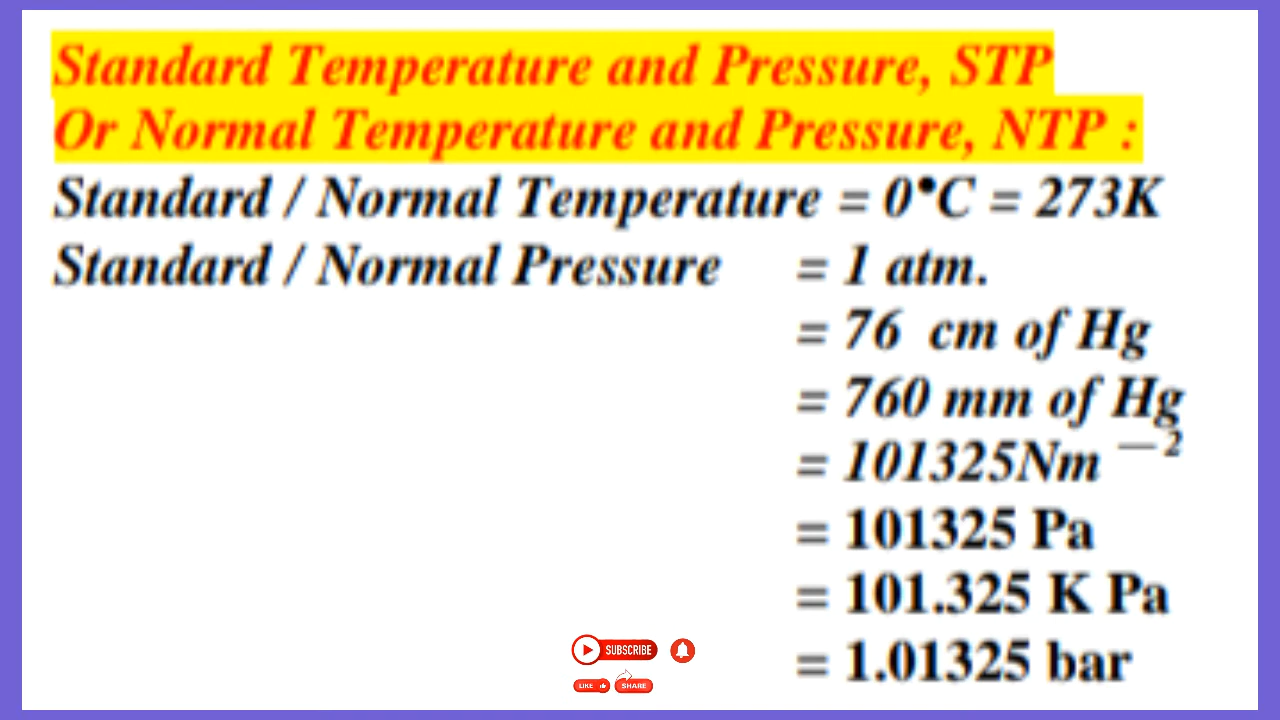 Standard Temperature and Pressure, STP
Or Normal Temperature and Pressure, NTP :
Standard / Normal Temperature = 0°C = 273K
Standard / Normal Pressure = 1 atm.
= 76 cm of Hg
= 760 mm of Hg
= 101325Nm⁻²
= 101325 Pa
= 101.325 K Pa
= 1.01325 bar
SUBSCRIBE
LIKE SHARE